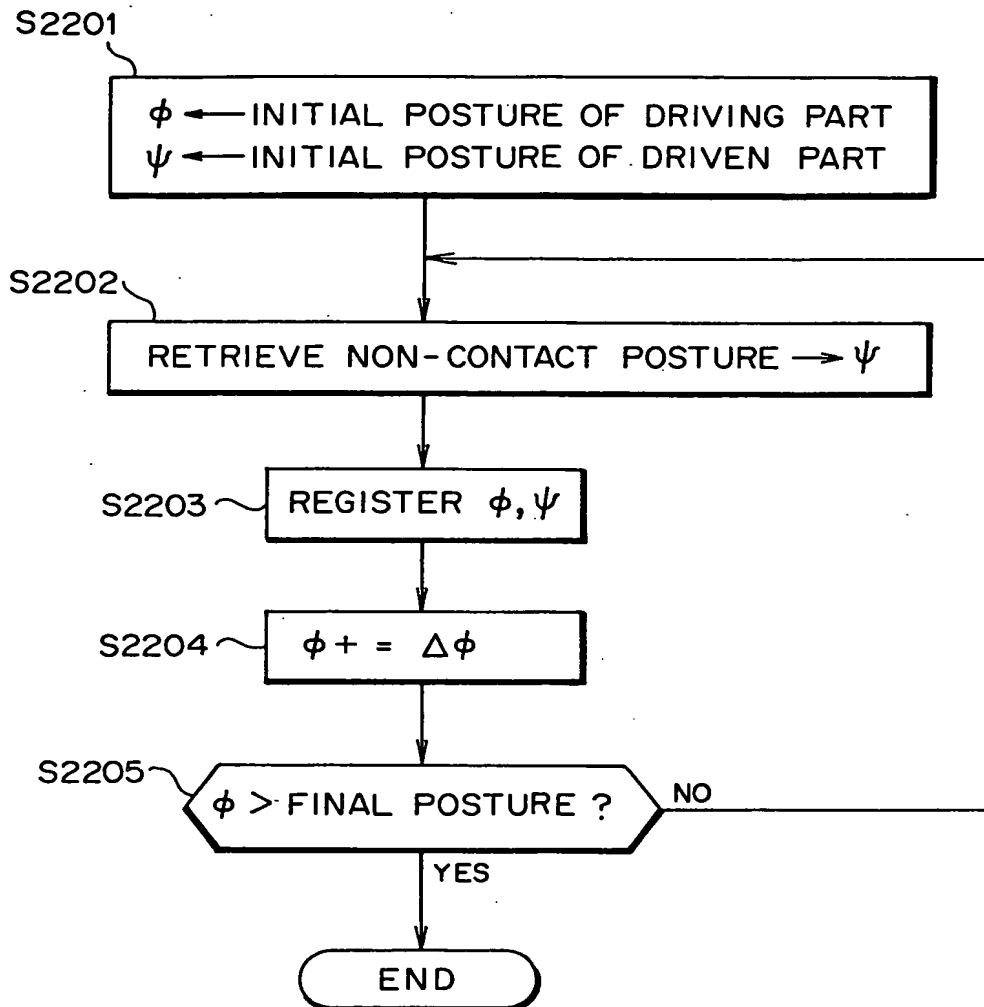 S2201
ϕ ← INITIAL POSTURE OF DRIVING PART
ψ ← INITIAL POSTURE OF DRIVEN PART
S2202
RETRIEVE NON-CONTACT POSTURE → ψ
S2203
REGISTER ϕ, ψ
S2204
ϕ + = Δϕ
S2205
ϕ > FINAL POSTURE ?
NO
YES
END